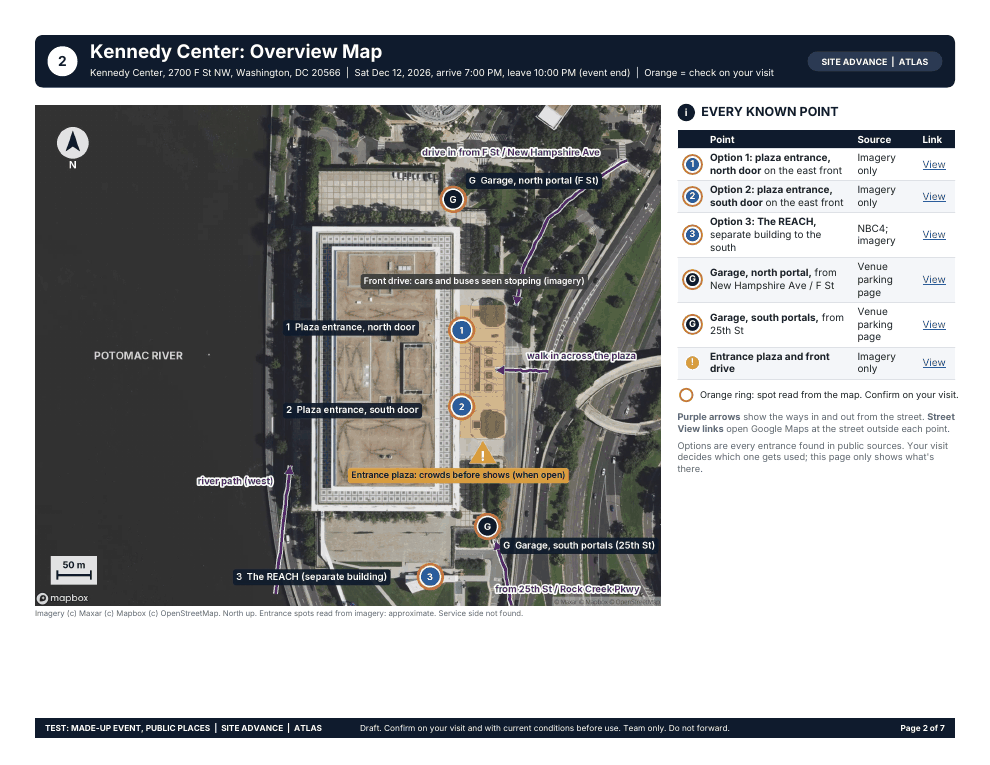 2
Kennedy Center: Overview Map
Kennedy Center, 2700 F St NW, Washington, DC 20566 | Sat Dec 12, 2026, arrive 7:00 PM, leave 10:00 PM (event end) | Orange = check on your visit
SITE ADVANCE | ATLAS
N
drive in from F St / New Hampshire Ave
G Garage, north portal (F St)
G
Front drive: cars and buses seen stopping (imagery)
1 Plaza entrance, north door
1
POTOMAC RIVER
walk in across the plaza
2 Plaza entrance, south door
2
!
Entrance plaza: crowds before shows (when open)
river path (west)
G
G Garage, south portals (25th St)
50 m
3 The REACH (separate building)
3
from 25th St / Rock Creek Pkwy
mapbox
© Maxar © Mapbox © OpenStreetMap
Imagery (c) Maxar (c) Mapbox (c) OpenStreetMap. North up. Entrance spots read from imagery: approximate. Service side not found.
i EVERY KNOWN POINT
Point Source Link
1 Option 1: plaza entrance, north door on the east front Imagery only View
2 Option 2: plaza entrance, south door on the east front Imagery only View
3 Option 3: The REACH, separate building to the south NBC4; imagery View
G Garage, north portal, from New Hampshire Ave / F St Venue parking page View
G Garage, south portals, from 25th St Venue parking page View
! Entrance plaza and front drive Imagery only View
Orange ring: spot read from the map. Confirm on your visit.
Purple arrows show the ways in and out from the street. Street
View links open Google Maps at the street outside each point.
Options are every entrance found in public sources. Your visit
decides which one gets used; this page only shows what's
there.
TEST: MADE-UP EVENT, PUBLIC PLACES | SITE ADVANCE | ATLAS
Draft. Confirm on your visit and with current conditions before use. Team only. Do not forward.
Page 2 of 7